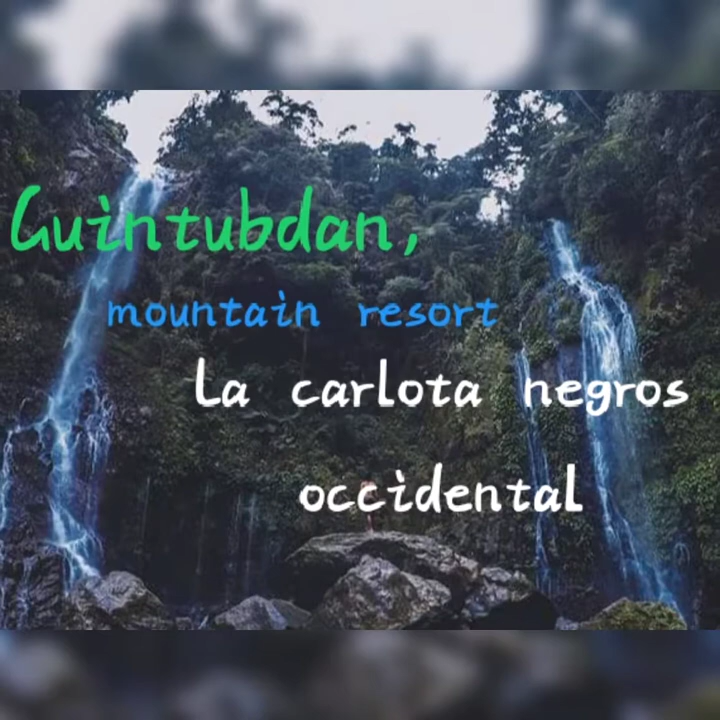 Guintubdan,
mountain resort
La carlota negros
occidental